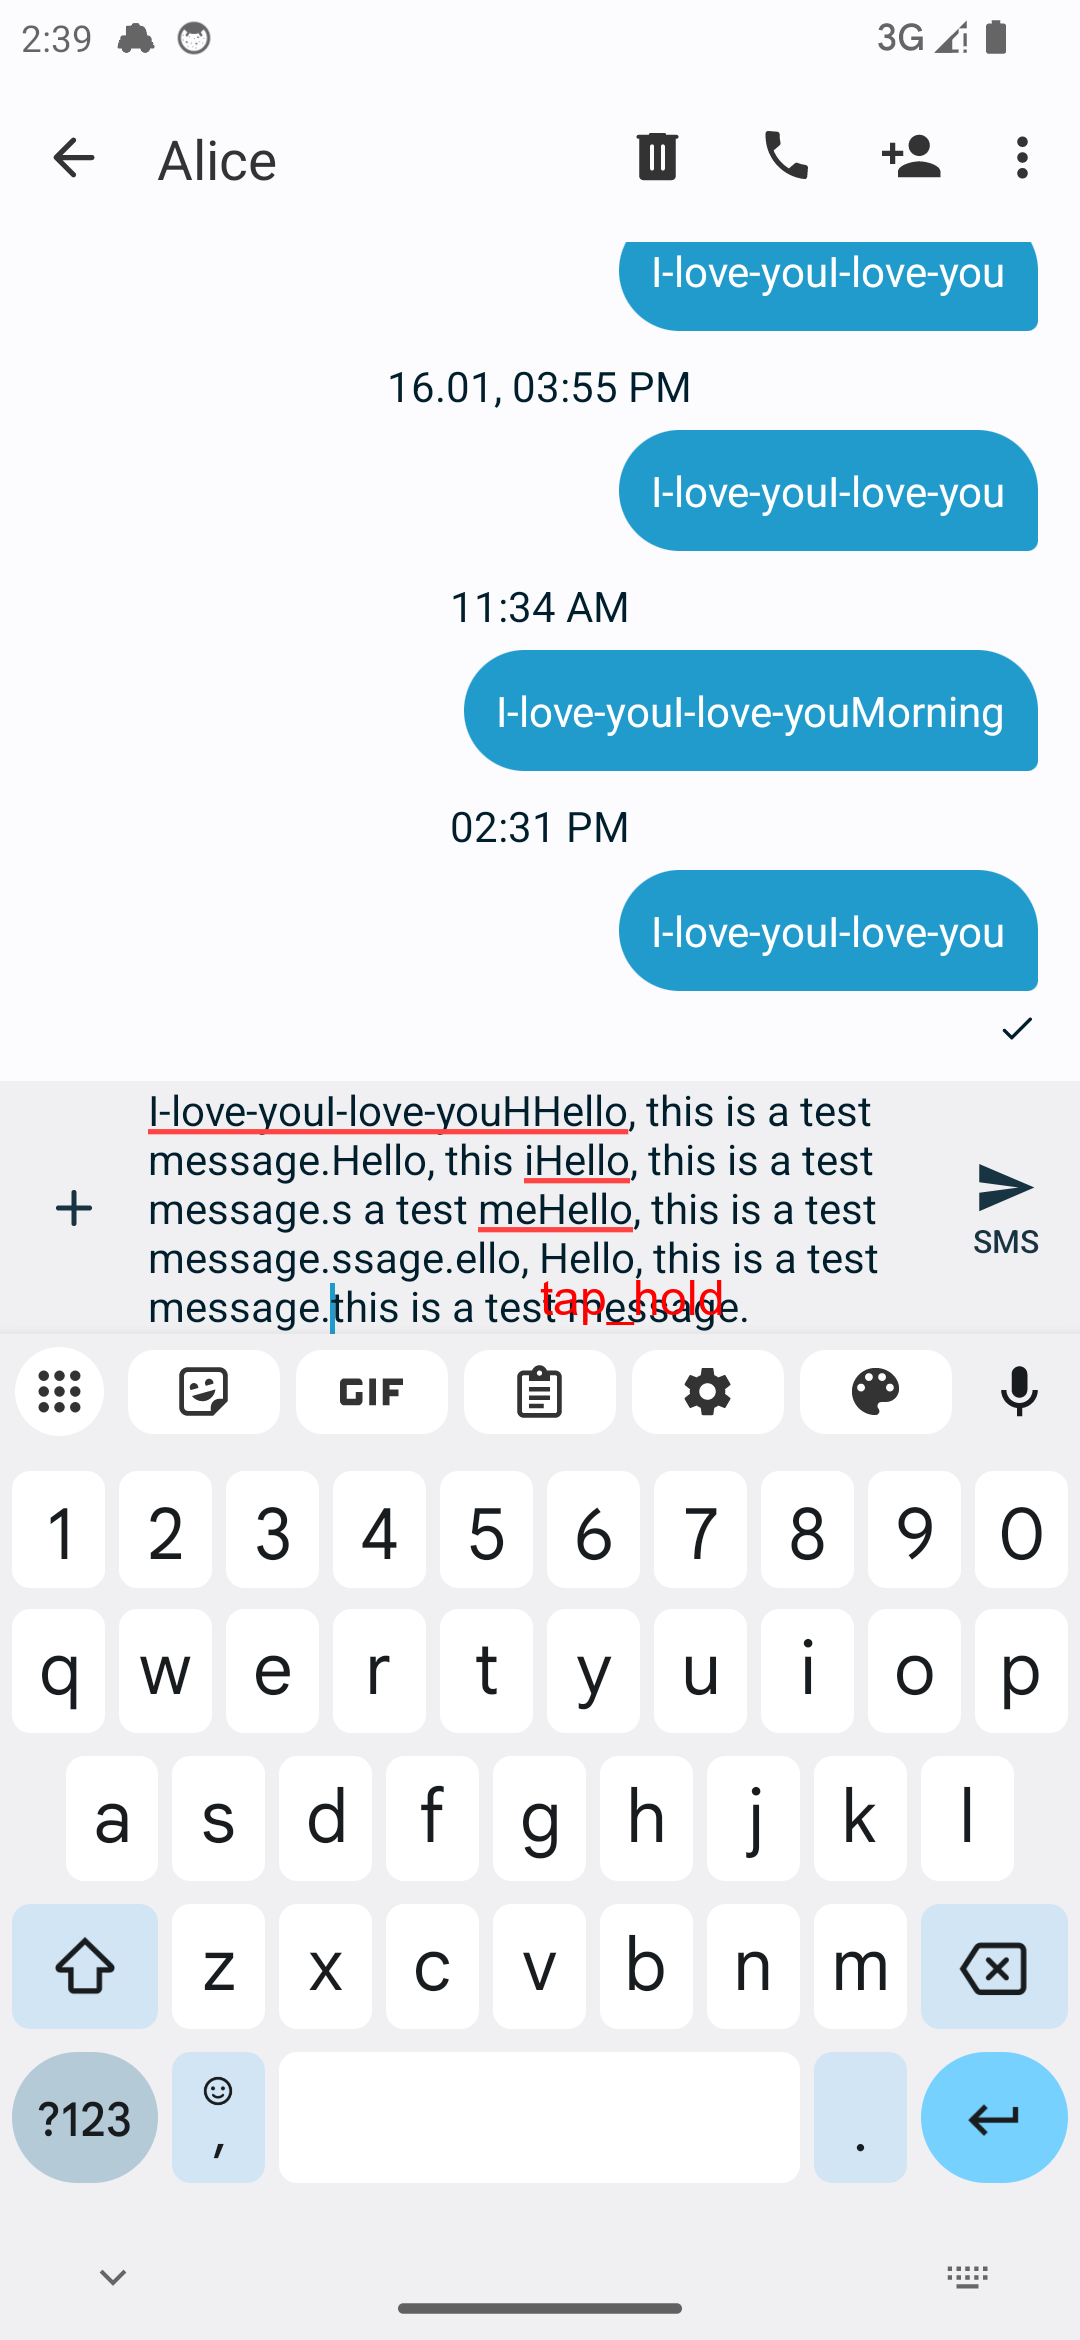 2:39
3G
Alice
I-love-youI-love-you
16.01, 03:55 PM
I-love-youI-love-you
11:34 AM
I-love-youI-love-youMorning
02:31 PM
I-love-youI-love-you
I-love-youI-love-youHHello, this is a test
message.Hello, this iHello, this is a test
message.s a test meHello, this is a test
message.ssage.ello, Hello, this is a test
message.this is a test message.
tap_hold
SMS
GIF
1 2 3 4 5 6 7 8 9 0
q w e r t y u i o p
a s d f g h j k l
z x c v b n m
?123 , .